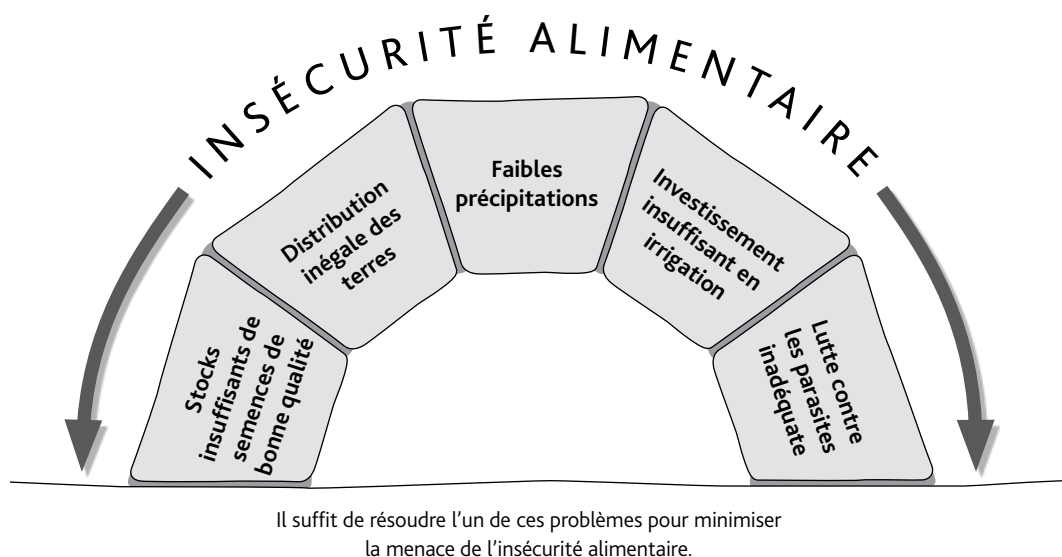 INSÉCURITÉ ALIMENTAIRE
Stocks
insuffisants de
semences de
bonne qualité
Distribution
inégale des
terres
Faibles
précipitations
Investissement
insuffisant en
irrigation
Lutte contre
les parasites
inadéquate
Il suffit de résoudre l’un de ces problèmes pour minimiser
la menace de l’insécurité alimentaire.